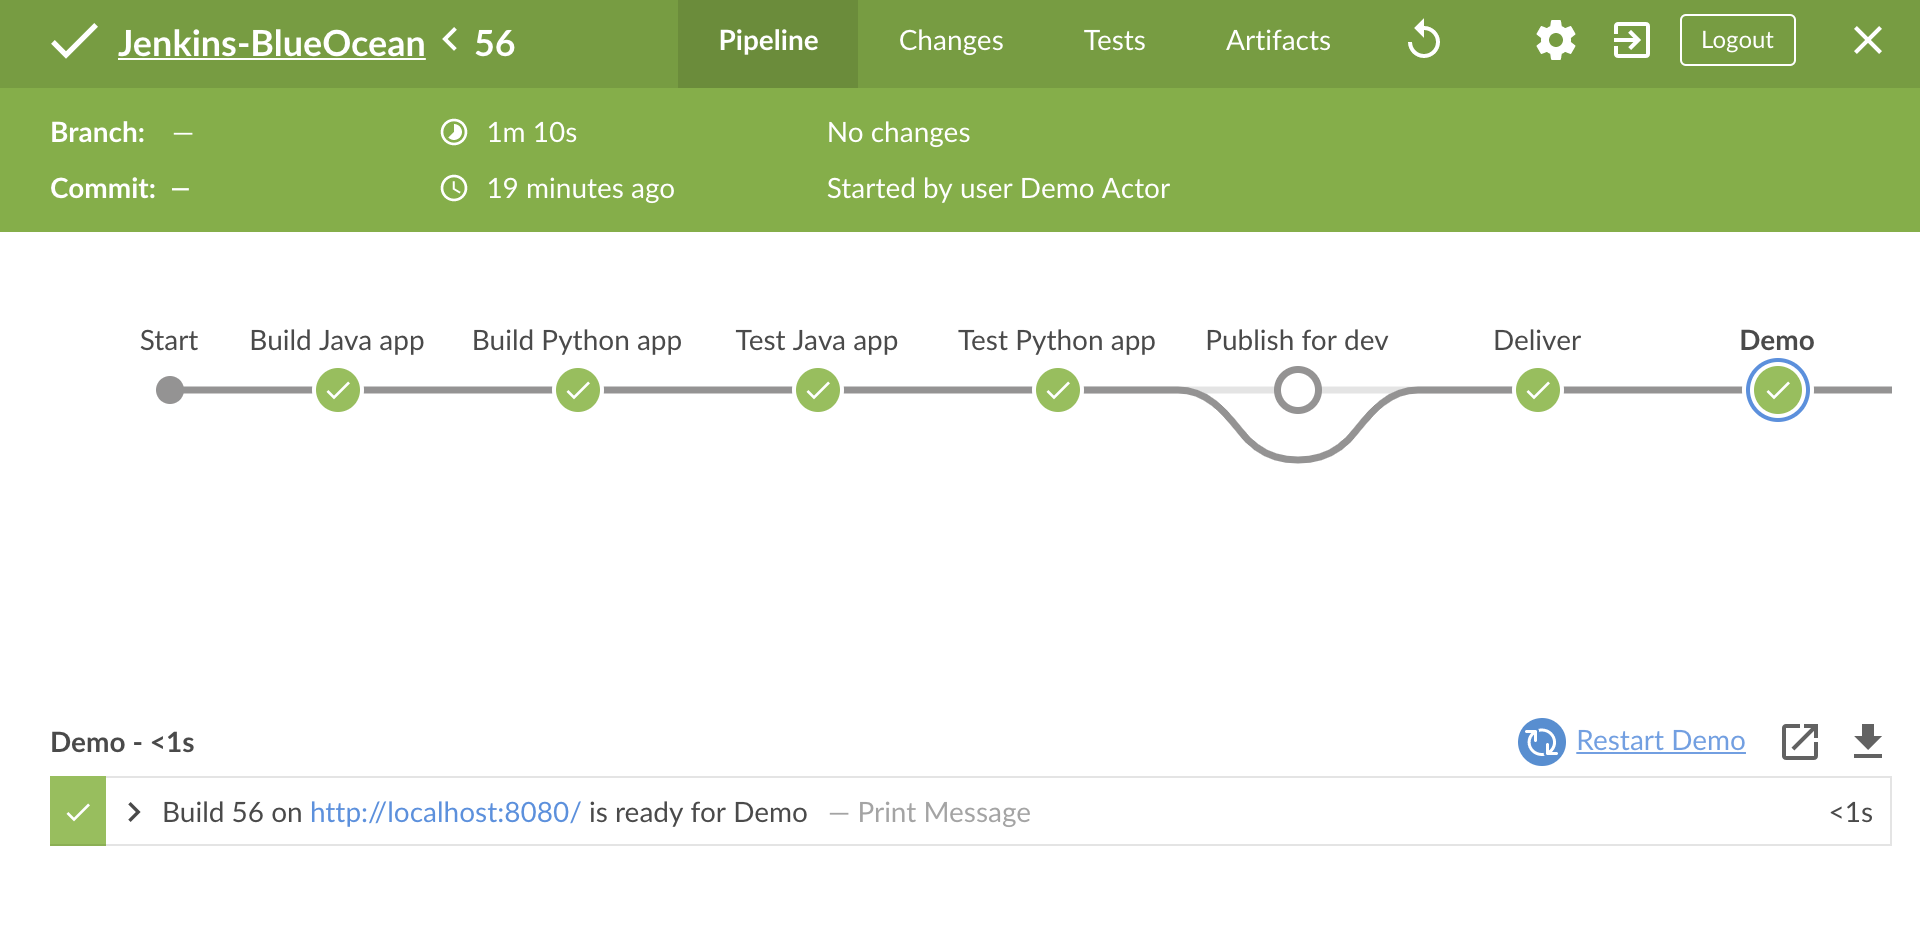 Jenkins-BlueOcean < 56 Pipeline Changes Tests Artifacts Logout
Branch: — 1m 10s No changes
Commit: — 19 minutes ago Started by user Demo Actor
Start Build Java app Build Python app Test Java app Test Python app Publish for dev Deliver Demo
Demo - <1s Restart Demo
Build 56 on http://localhost:8080/ is ready for Demo — Print Message <1s